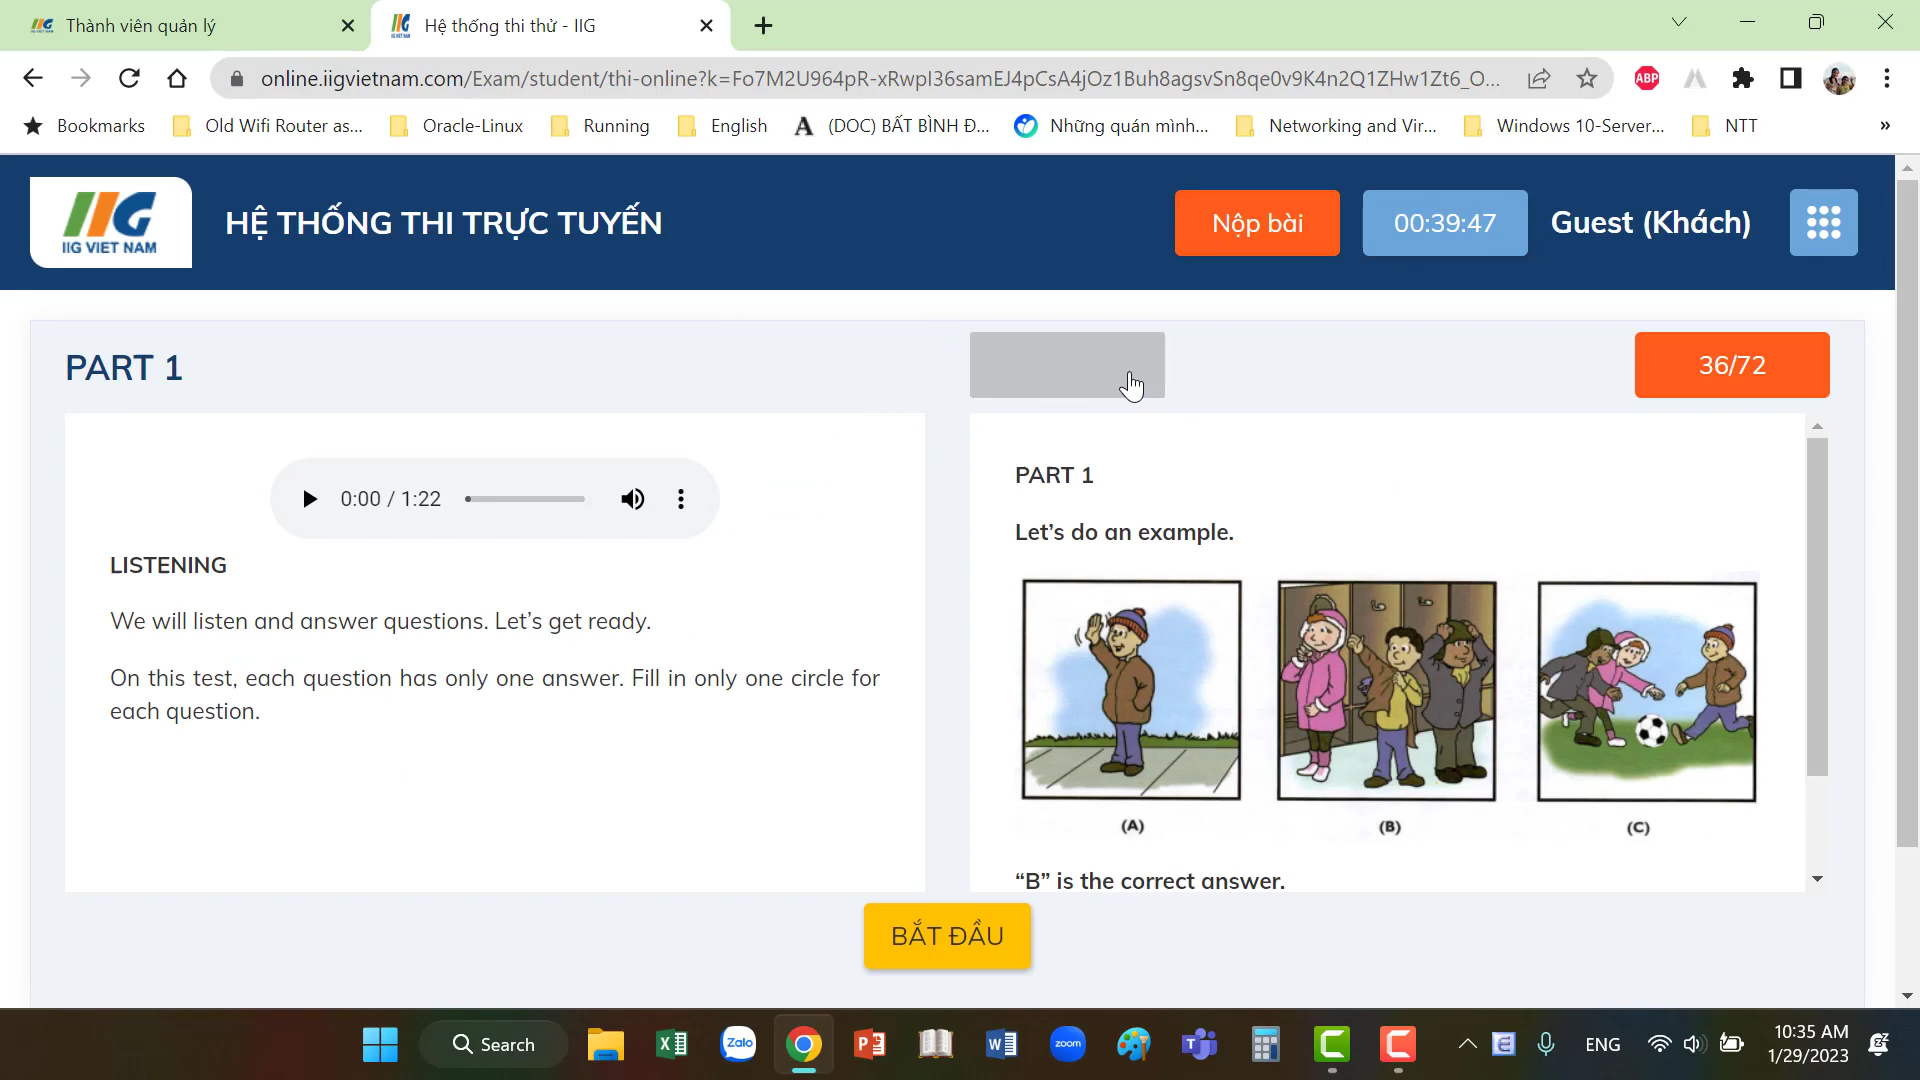 Thành viên quản lý
Hệ thống thi thử - IIG
online.iigvietnam.com/Exam/student/thi-online?k=Fo7M2U964pR-xRwpI36samEJ4pCsA4jOz1Buh8agsvSn8qe0v9K4n2Q1ZHw1Zt6_O...
ABP
Bookmarks
Old Wifi Router as...
Oracle-Linux
Running
English
(DOC) BẤT BÌNH Đ...
Những quán mình...
Networking and Vir...
Windows 10-Server...
NTT
»
IIG VIET NAM
HỆ THỐNG THI TRỰC TUYẾN
Nộp bài
00:39:47
Guest (Khách)
PART 1
36/72
0:00 / 1:22
LISTENING
We will listen and answer questions. Let’s get ready.
On this test, each question has only one answer. Fill in only one circle for
each question.
PART 1
Let’s do an example.
(A)
(B)
(C)
“B” is the correct answer.
BẮT ĐẦU
Search
Zalo
zoom
ENG
10:35 AM
1/29/2023